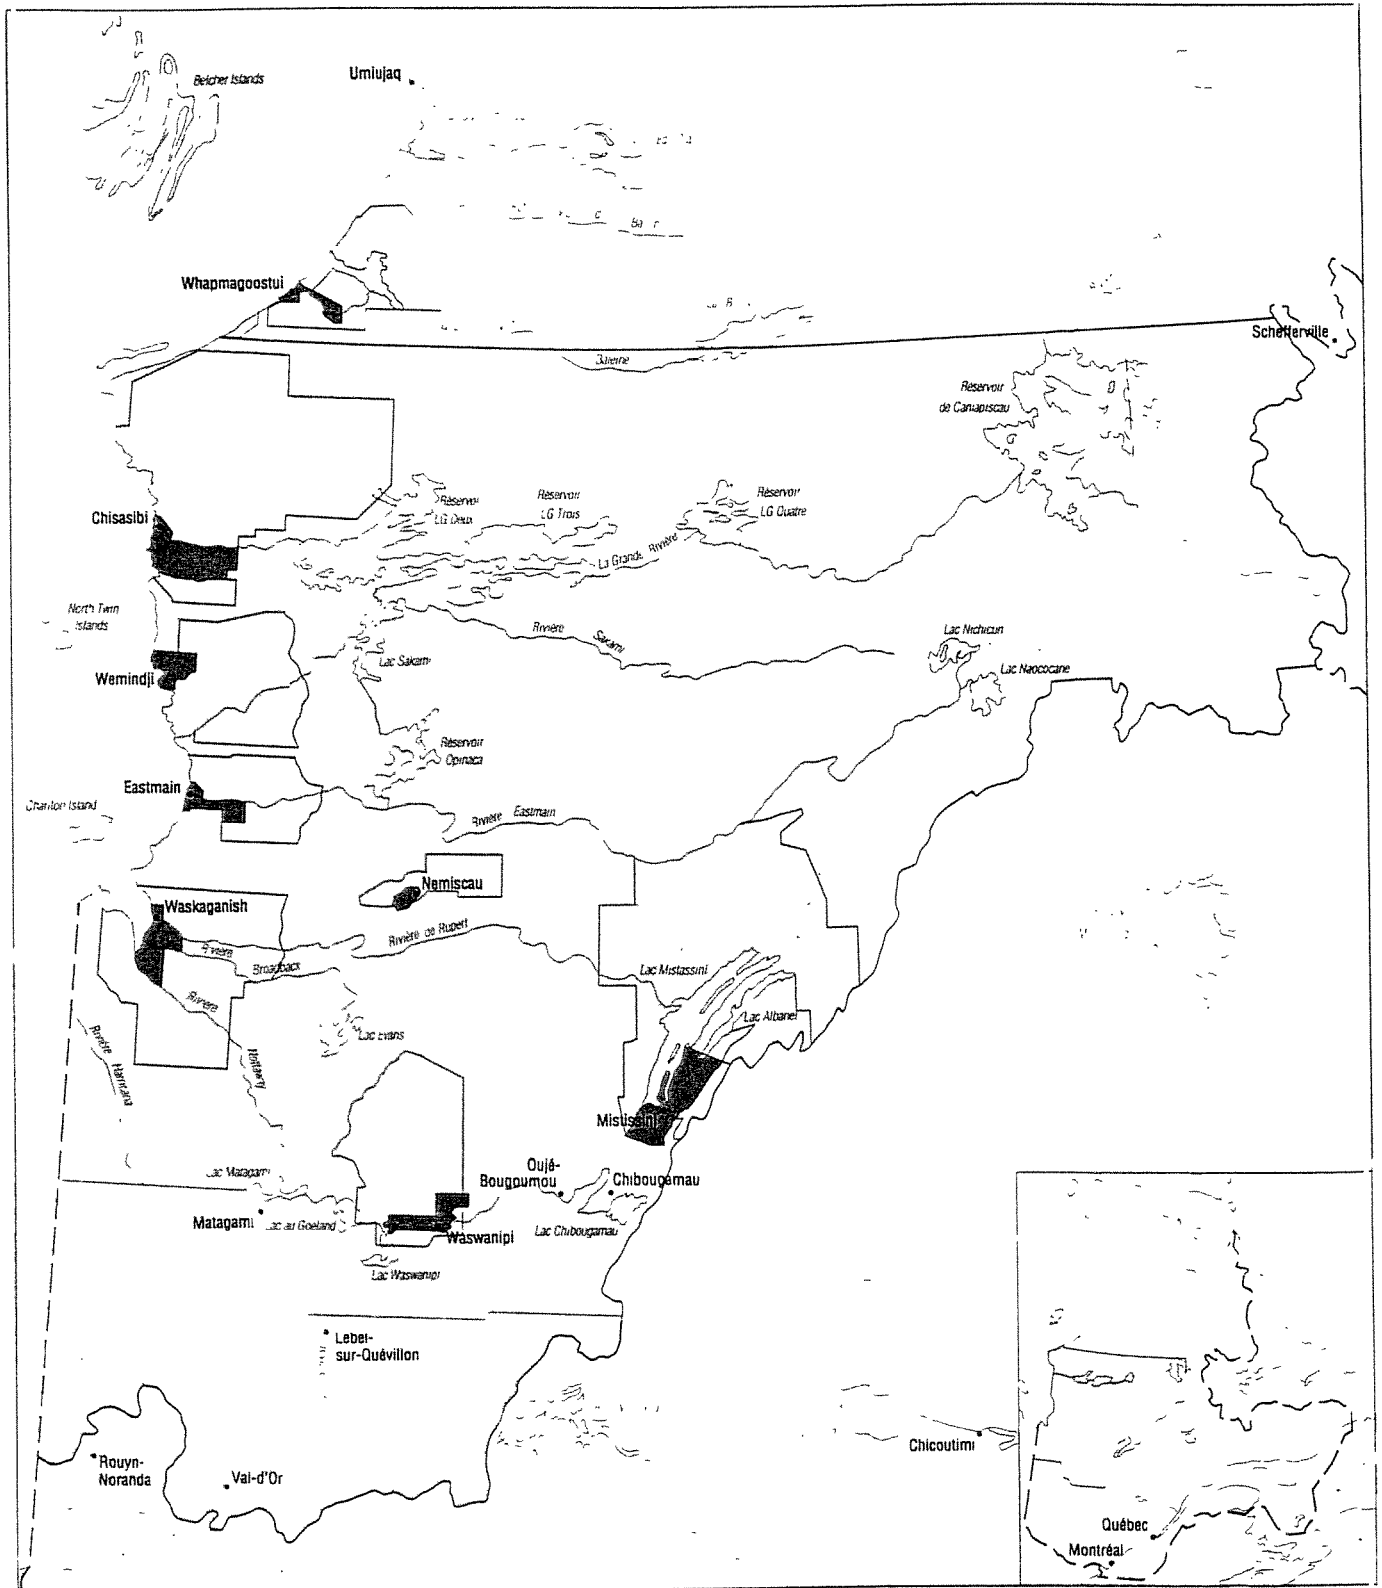 Belcher Islands
Umiujaq
Whapmagoostui
Schefferville
Baleine
Réservoir
de Caniapiscau
Chisasibi
Réservoir
LG Deux
Réservoir
LG Trois
Réservoir
LG Quatre
La Grande Rivière
North Twin
Islands
Rivière Sakami
Lac Nichicun
Lac Sakami
Lac Naococane
Wemindji
Réservoir
Opinaca
Eastmain
Charlton Island
Rivière Eastmain
Nemiscau
Waskaganish
Rivière de Rupert
Rivière
Broadback
Lac Mistassini
Rivière
Lac Albanel
Lac Evans
Rivière Harricana
Nottaway
Mistissini
Lac Matagami
Oujé-
Bougoumou
Chibougamau
Matagami
Lac au Goéland
Waswanipi
Lac Chibougamau
Lac Waswanipi
Lebel-
sur-Quévillon
Chicoutimi
Rouyn-
Noranda
Val-d'Or
Québec
Montréal